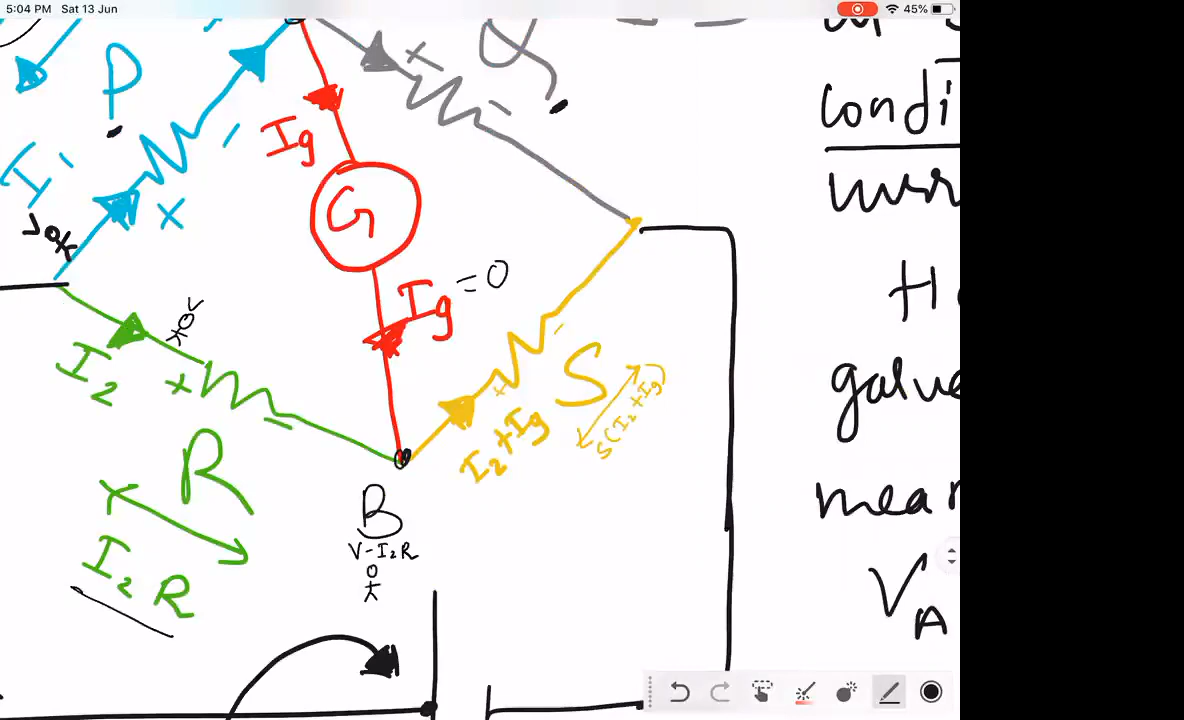 5:04 PM Sat 13 Jun
45%
P
Q
condi
I1
Ig
+
-
+
-
G
V
Ig =0
H
I2
+
-
+
-
S
S(I2+Ig)
I2+Ig
galva
R
B
V-I2R
mean
I2R
VA